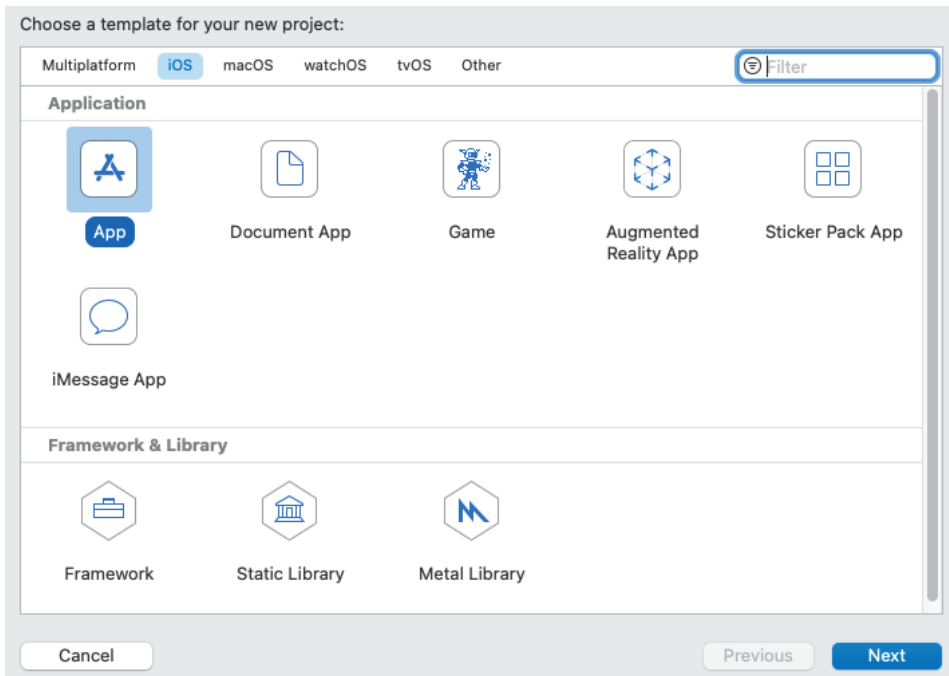 Choose a template for your new project:
Multiplatform iOS macOS watchOS tvOS Other Filter
Application
App Document App Game Augmented Reality App Sticker Pack App
iMessage App
Framework & Library
Framework Static Library Metal Library
Cancel Previous Next